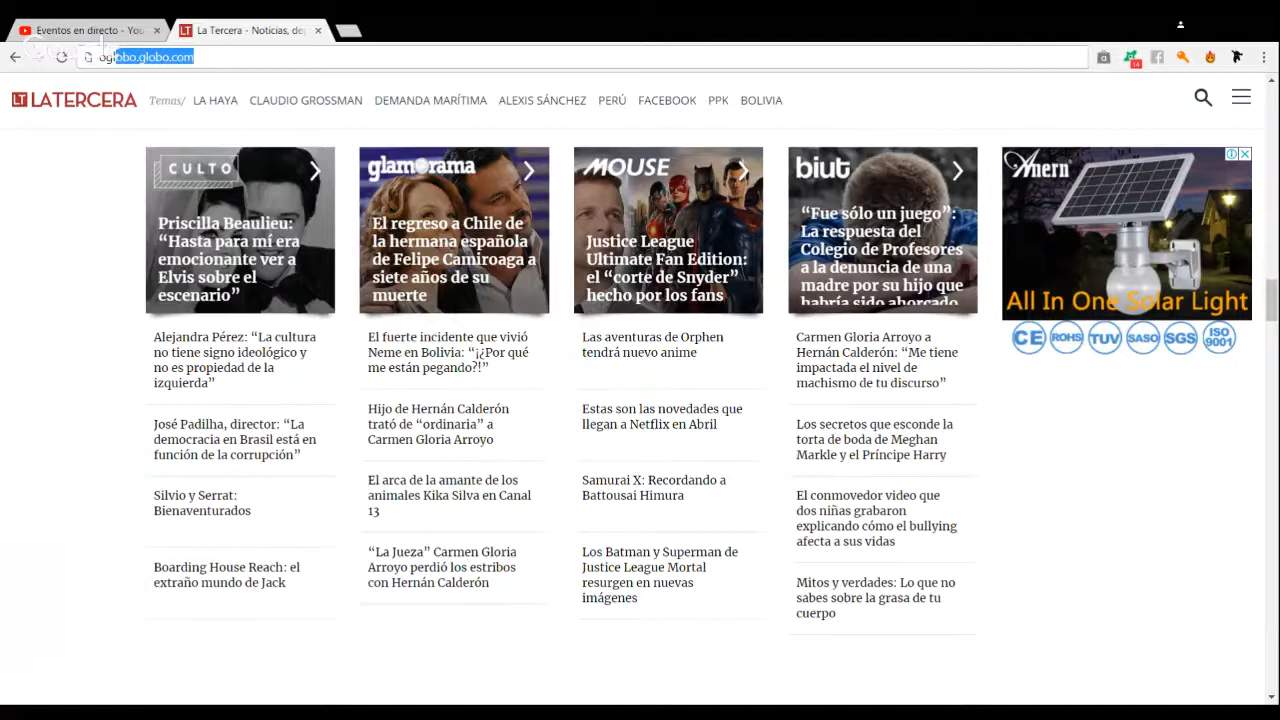 Eventos en directo - You
La Tercera - Noticias, dep
oglobo.globo.com
14
LT LATERCERA
Temas/ LA HAYA CLAUDIO GROSSMAN DEMANDA MARÍTIMA ALEXIS SÁNCHEZ PERÚ FACEBOOK PPK BOLIVIA
CULTO
Priscilla Beaulieu:
“Hasta para mí era
emocionante ver a
Elvis sobre el
escenario”
Alejandra Pérez: “La cultura
no tiene signo ideológico y
no es propiedad de la
izquierda”
José Padilha, director: “La
democracia en Brasil está en
función de la corrupción”
Silvio y Serrat:
Bienaventurados
Boarding House Reach: el
extraño mundo de Jack
glamorama
El regreso a Chile de
la hermana española
de Felipe Camiroaga a
siete años de su
muerte
El fuerte incidente que vivió
Neme en Bolivia: “¡¿Por qué
me están pegando?!”
Hijo de Hernán Calderón
trató de “ordinaria” a
Carmen Gloria Arroyo
El arca de la amante de los
animales Kika Silva en Canal
13
“La Jueza” Carmen Gloria
Arroyo perdió los estribos
con Hernán Calderón
MOUSE
Justice League
Ultimate Fan Edition:
el “corte de Snyder”
hecho por los fans
Las aventuras de Orphen
tendrá nuevo anime
Estas son las novedades que
llegan a Netflix en Abril
Samurai X: Recordando a
Battousai Himura
Los Batman y Superman de
Justice League Mortal
resurgen en nuevas
imágenes
biut
“Fue sólo un juego”:
La respuesta del
Colegio de Profesores
a la denuncia de una
madre por su hijo que
habría sido ahorcado
Carmen Gloria Arroyo a
Hernán Calderón: “Me tiene
impactada el nivel de
machismo de tu discurso”
Los secretos que esconde la
torta de boda de Meghan
Markle y el Príncipe Harry
El conmovedor video que
dos niñas grabaron
explicando cómo el bullying
afecta a sus vidas
Mitos y verdades: Lo que no
sabes sobre la grasa de tu
cuerpo
Anern
All In One Solar Light
CE ROHS TUV SASO SGS ISO 9001